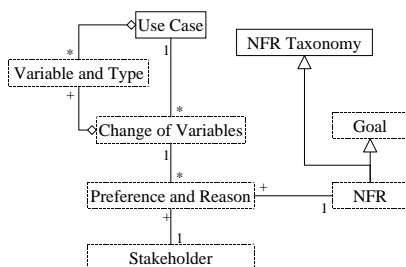 Use Case
1
*
NFR Taxonomy
Variable and Type
+
*
Goal
Change of Variables
1
*
+
Preference and Reason
1
NFR
+
1
Stakeholder